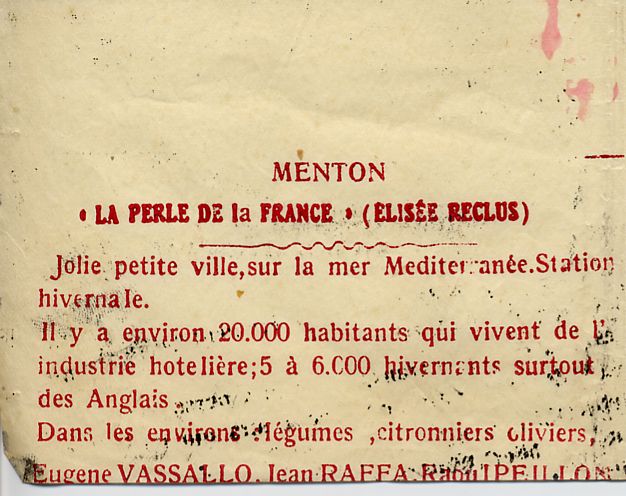 MENTON
« LA PERLE DE la FRANCE » (ELISÉE RECLUS)
Jolie petite ville,sur la mer Mediterranée.Station
hivernale.
Il y a environ 20.000 habitants qui vivent de l'
industrie hotelière;5 à 6.000 hivernants surtout
des Anglais
Dans les environs :légumes ,citronniers oliviers,
Eugene VASSALLO. Jean RAFFA. Raoul